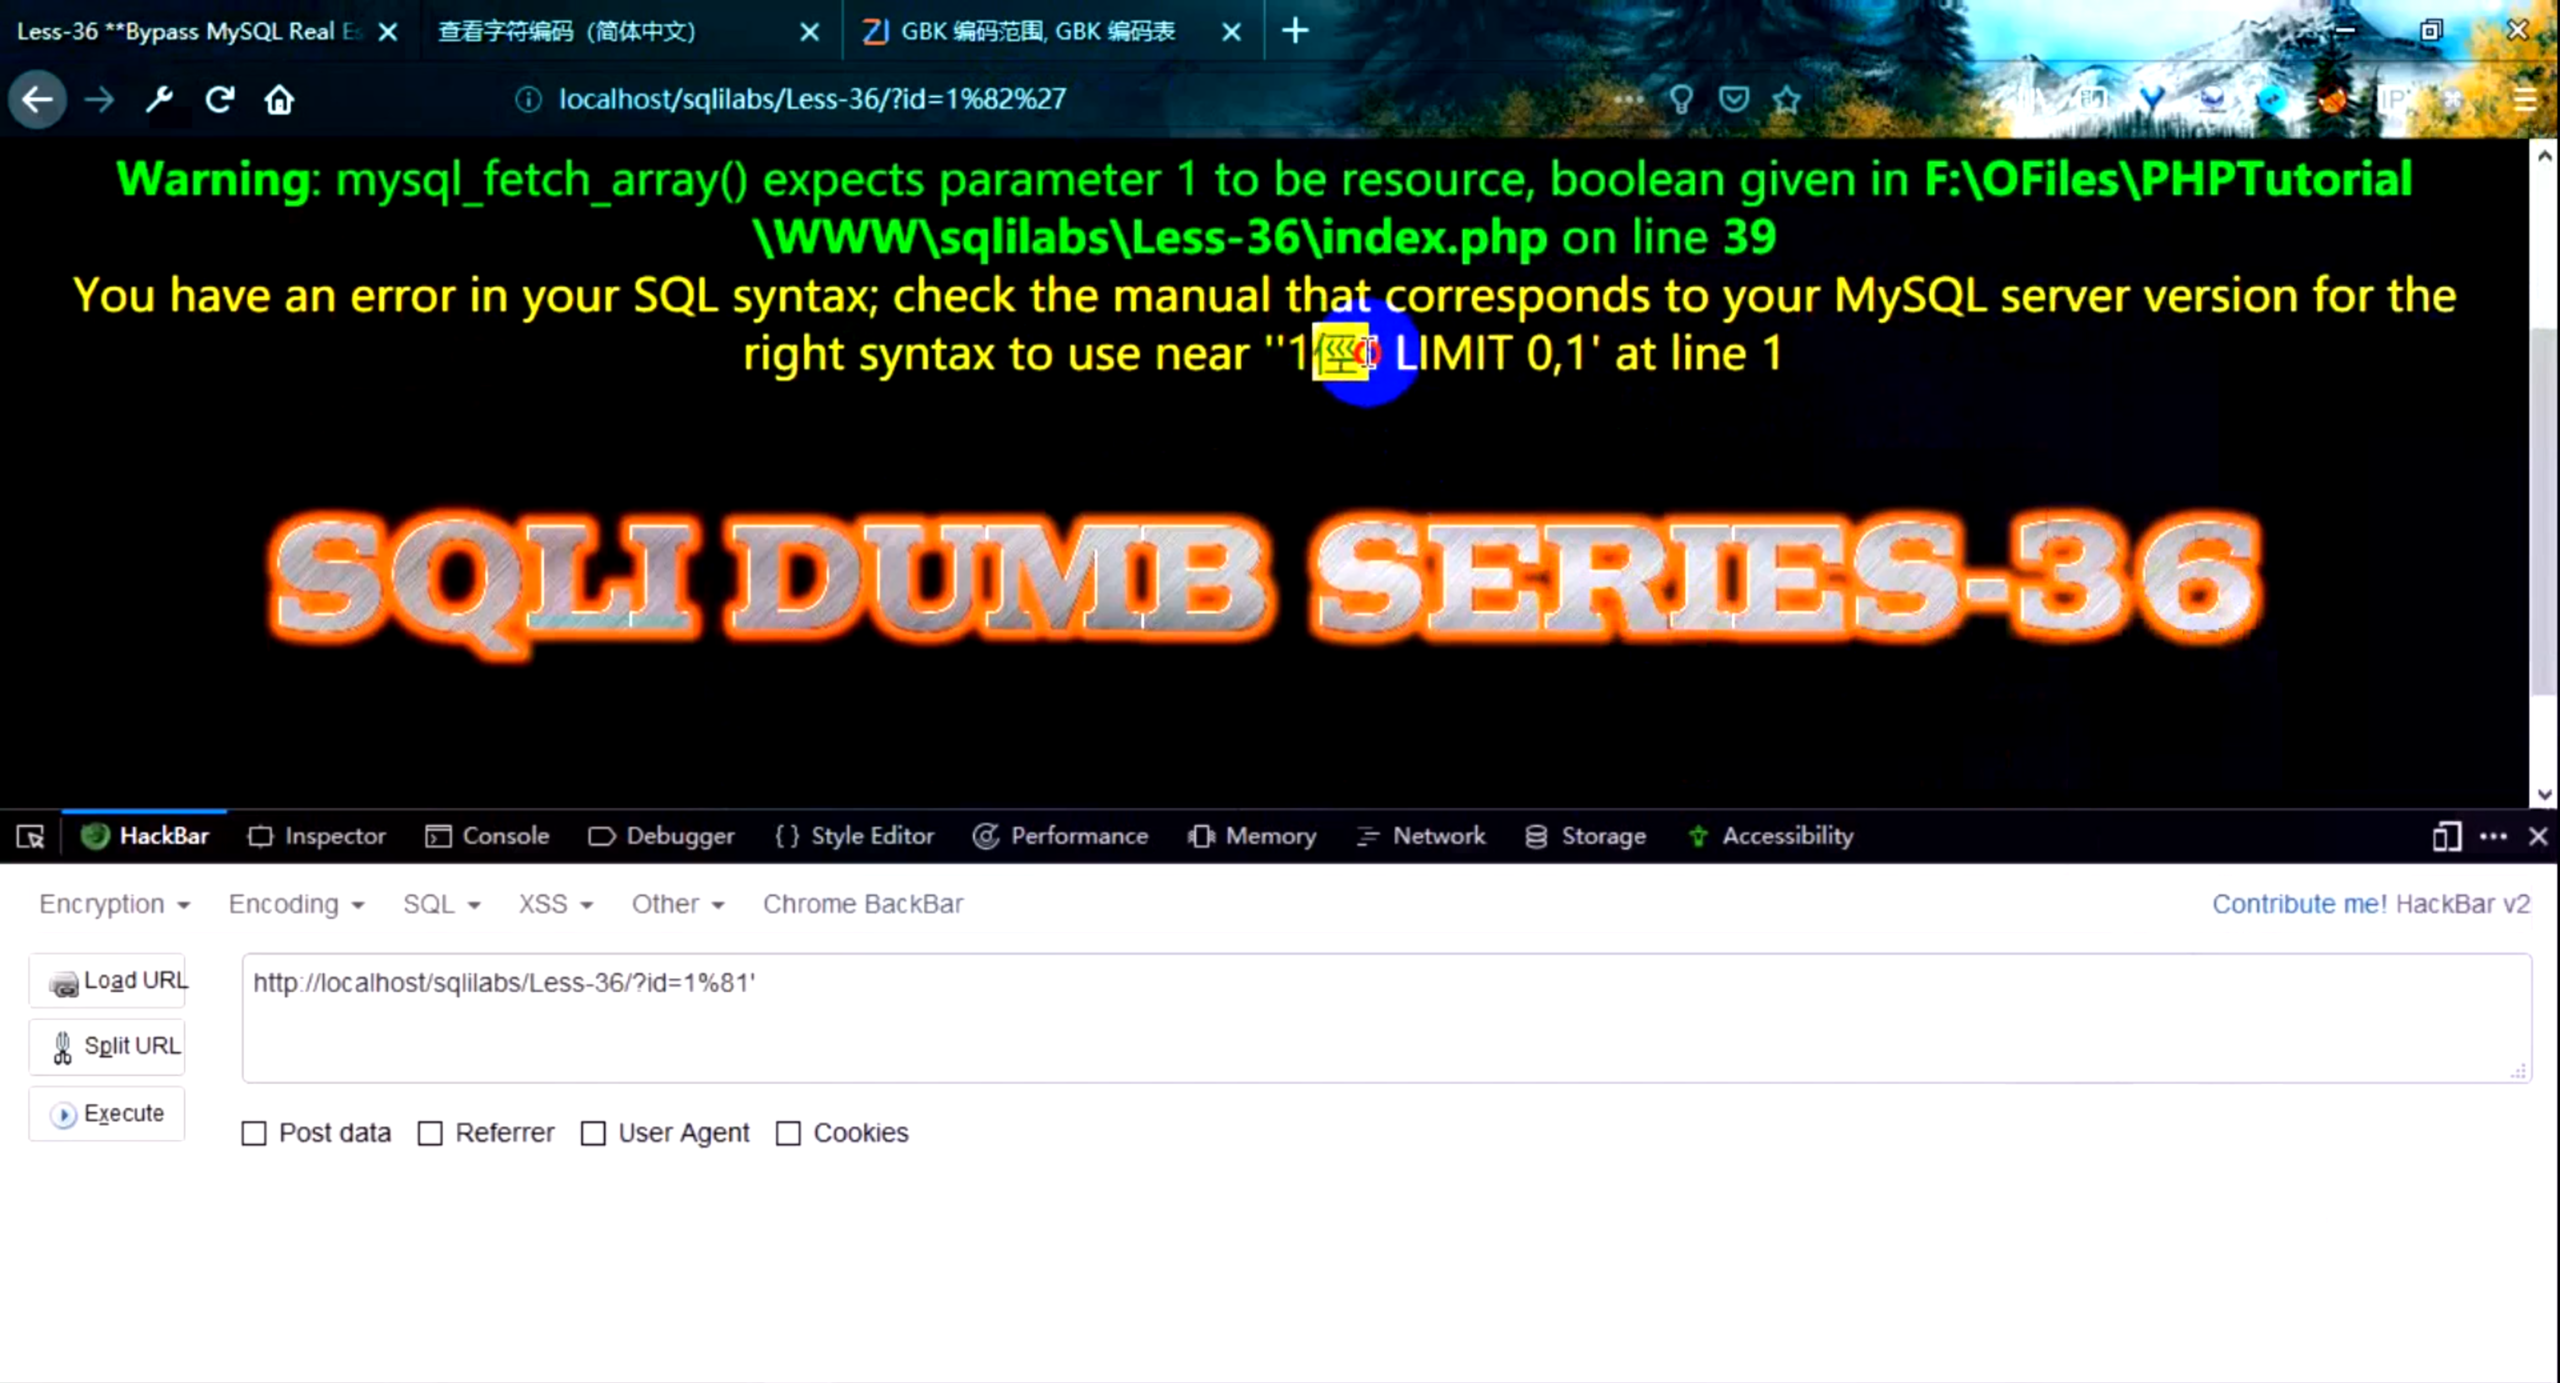 Less-36 **Bypass MySQL Real Es
查看字符编码（简体中文）
GBK 编码范围, GBK 编码表
localhost/sqlilabs/Less-36/?id=1%82%27
Warning: mysql_fetch_array() expects parameter 1 to be resource, boolean given in F:\OFiles\PHPTutorial
\WWW\sqlilabs\Less-36\index.php on line 39
You have an error in your SQL syntax; check the manual that corresponds to your MySQL server version for the
right syntax to use near ''1 LIMIT 0,1' at line 1
SQLI DUMB SERIES-36
HackBar Inspector Console Debugger Style Editor Performance Memory Network Storage Accessibility
Encryption Encoding SQL XSS Other Chrome BackBar Contribute me! HackBar v2
Load URL
http://localhost/sqlilabs/Less-36/?id=1%81'
Split URL
Execute
Post data Referrer User Agent Cookies